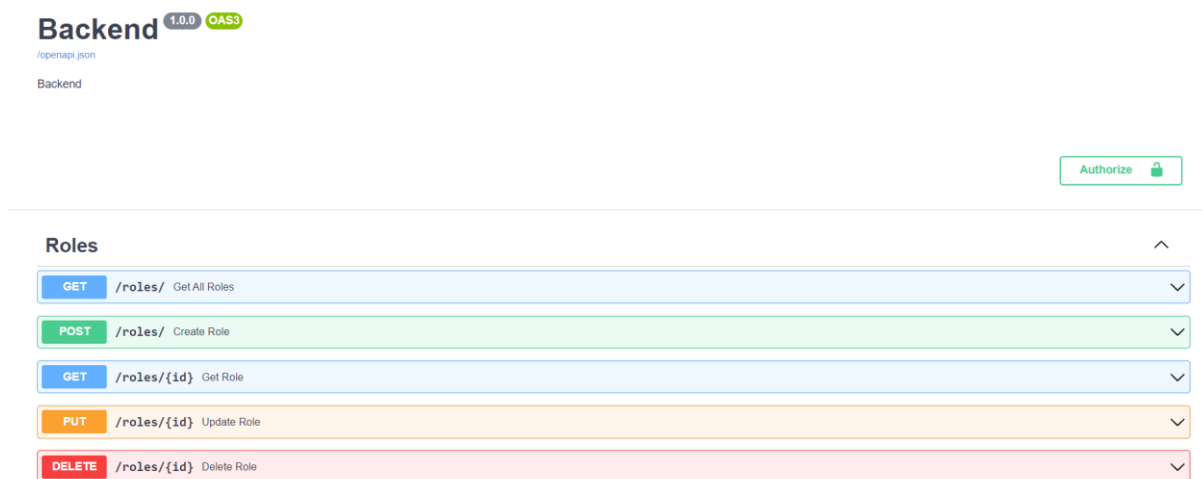 Backend 1.0.0 OAS3
/openapi.json
Backend
Authorize
Roles
GET /roles/ Get All Roles
POST /roles/ Create Role
GET /roles/{id} Get Role
PUT /roles/{id} Update Role
DELETE /roles/{id} Delete Role